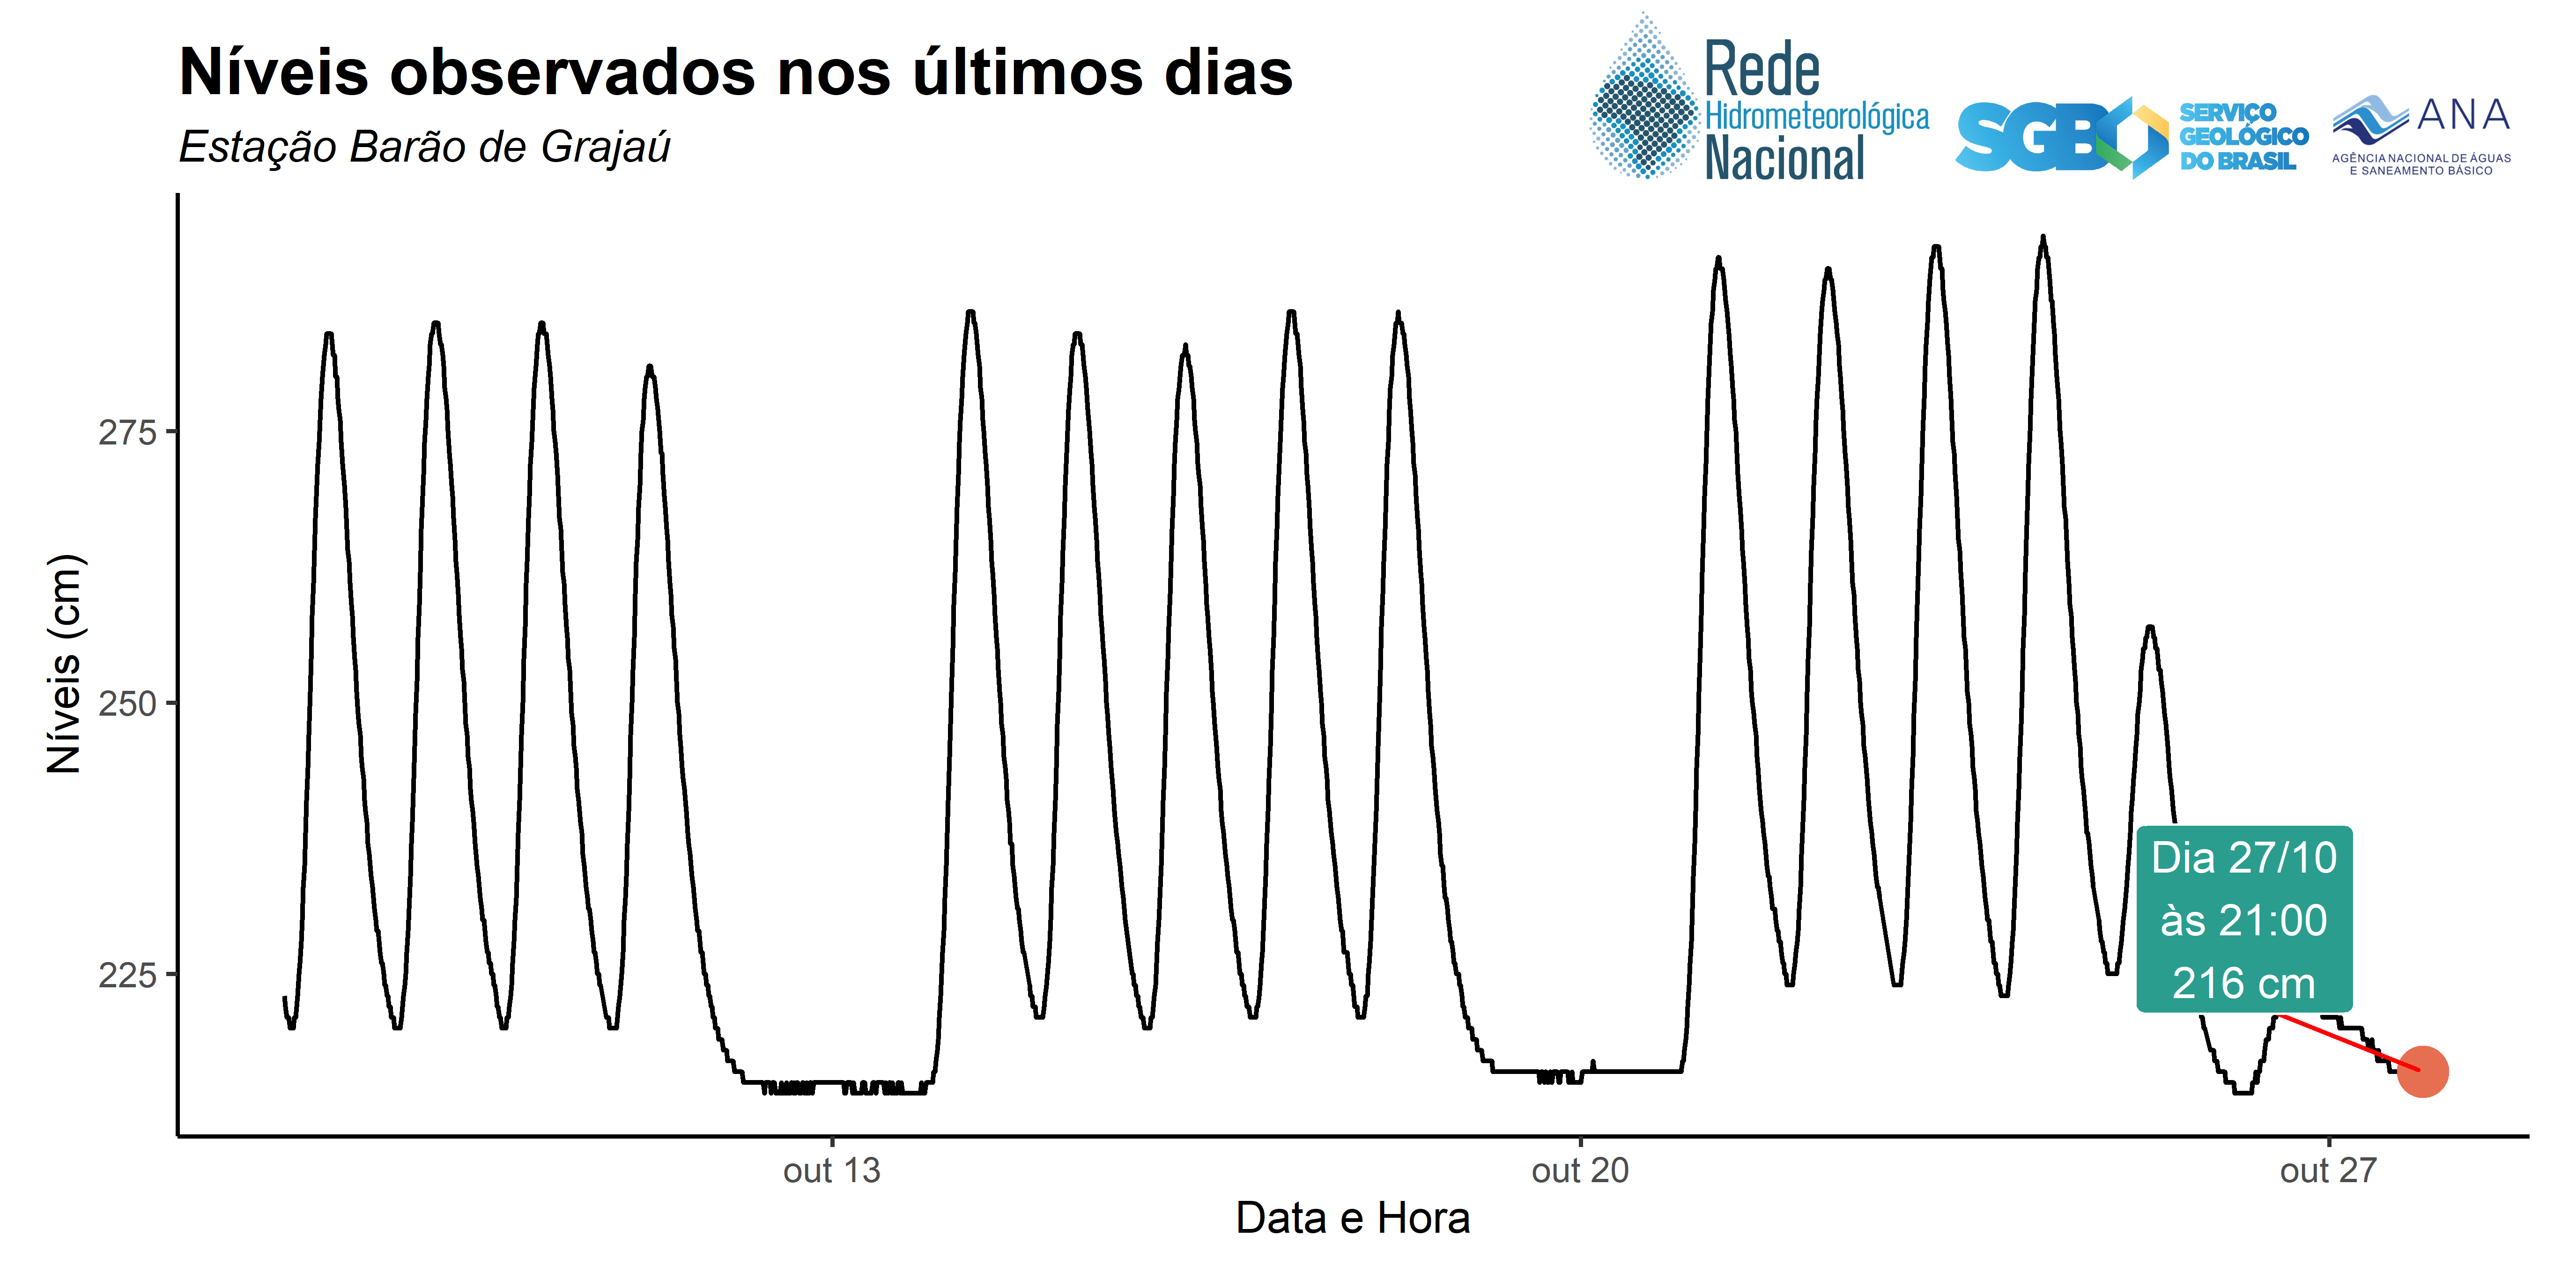 Níveis observados nos últimos dias
Estação Barão de Grajaú
Rede
Hidrometeorológica
Nacional
SGB
SERVIÇO
GEOLÓGICO
DO BRASIL
ANA
AGÊNCIA NACIONAL DE ÁGUAS
E SANEAMENTO BÁSICO
Níveis (cm)
275
250
225
Dia 27/10
às 21:00
216 cm
out 13
out 20
out 27
Data e Hora